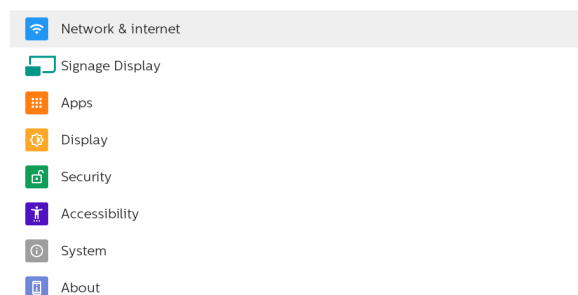 Network & internet
Signage Display
Apps
Display
Security
Accessibility
System
About